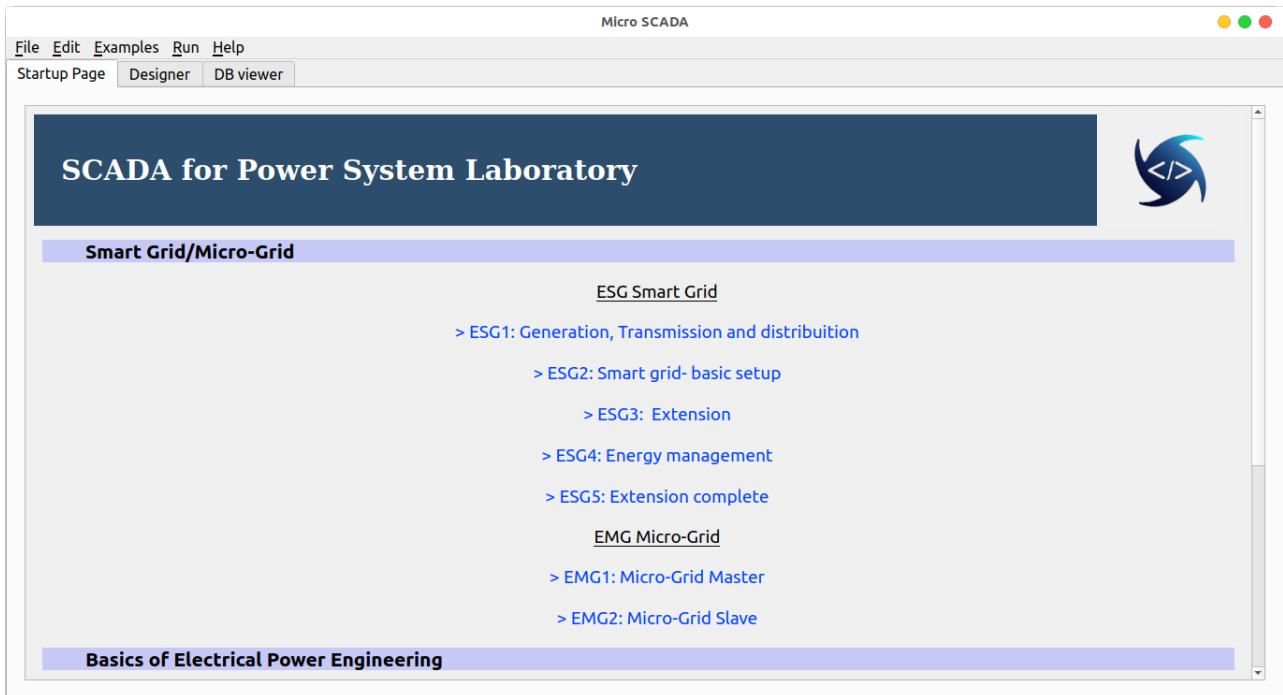 Micro SCADA
File Edit Examples Run Help
Startup Page Designer DB viewer
SCADA for Power System Laboratory
</>
Smart Grid/Micro-Grid
ESG Smart Grid
> ESG1: Generation, Transmission and distribuition
> ESG2: Smart grid- basic setup
> ESG3:  Extension
> ESG4: Energy management
> ESG5: Extension complete
EMG Micro-Grid
> EMG1: Micro-Grid Master
> EMG2: Micro-Grid Slave
Basics of Electrical Power Engineering